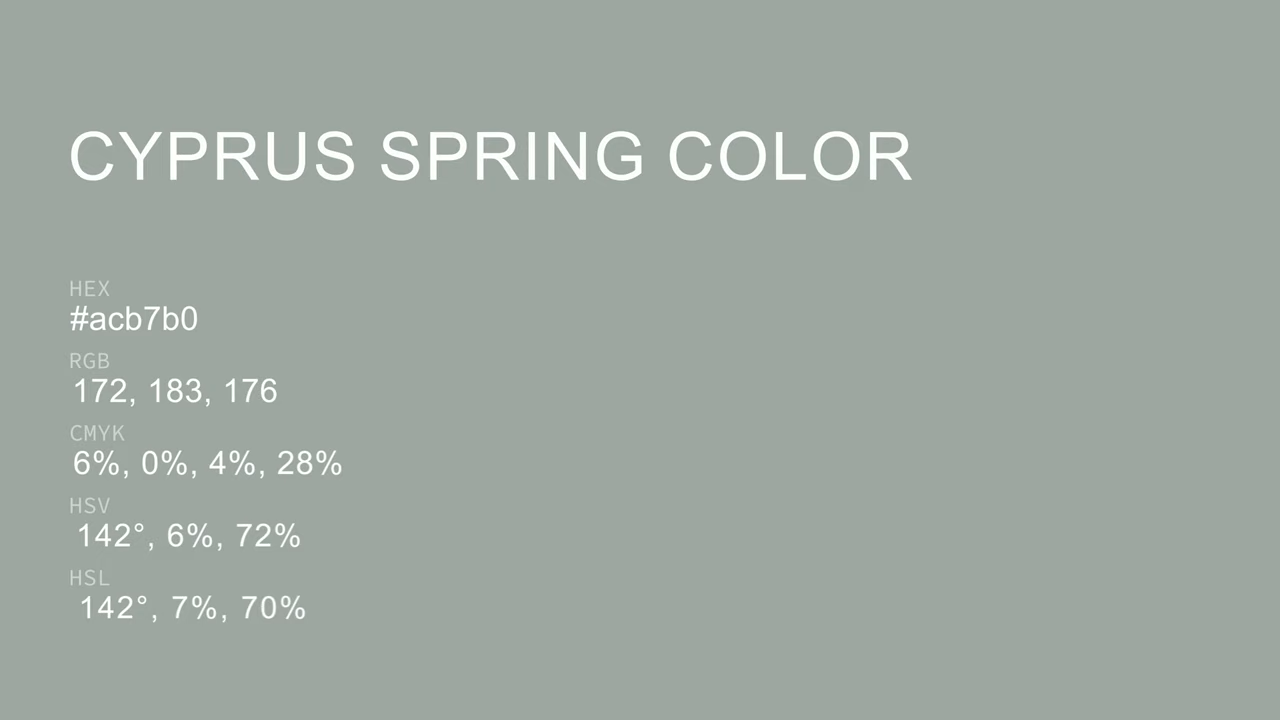 CYPRUS SPRING COLOR
HEX
#acb7b0
RGB
172, 183, 176
CMYK
6%, 0%, 4%, 28%
HSV
142°, 6%, 72%
HSL
142°, 7%, 70%